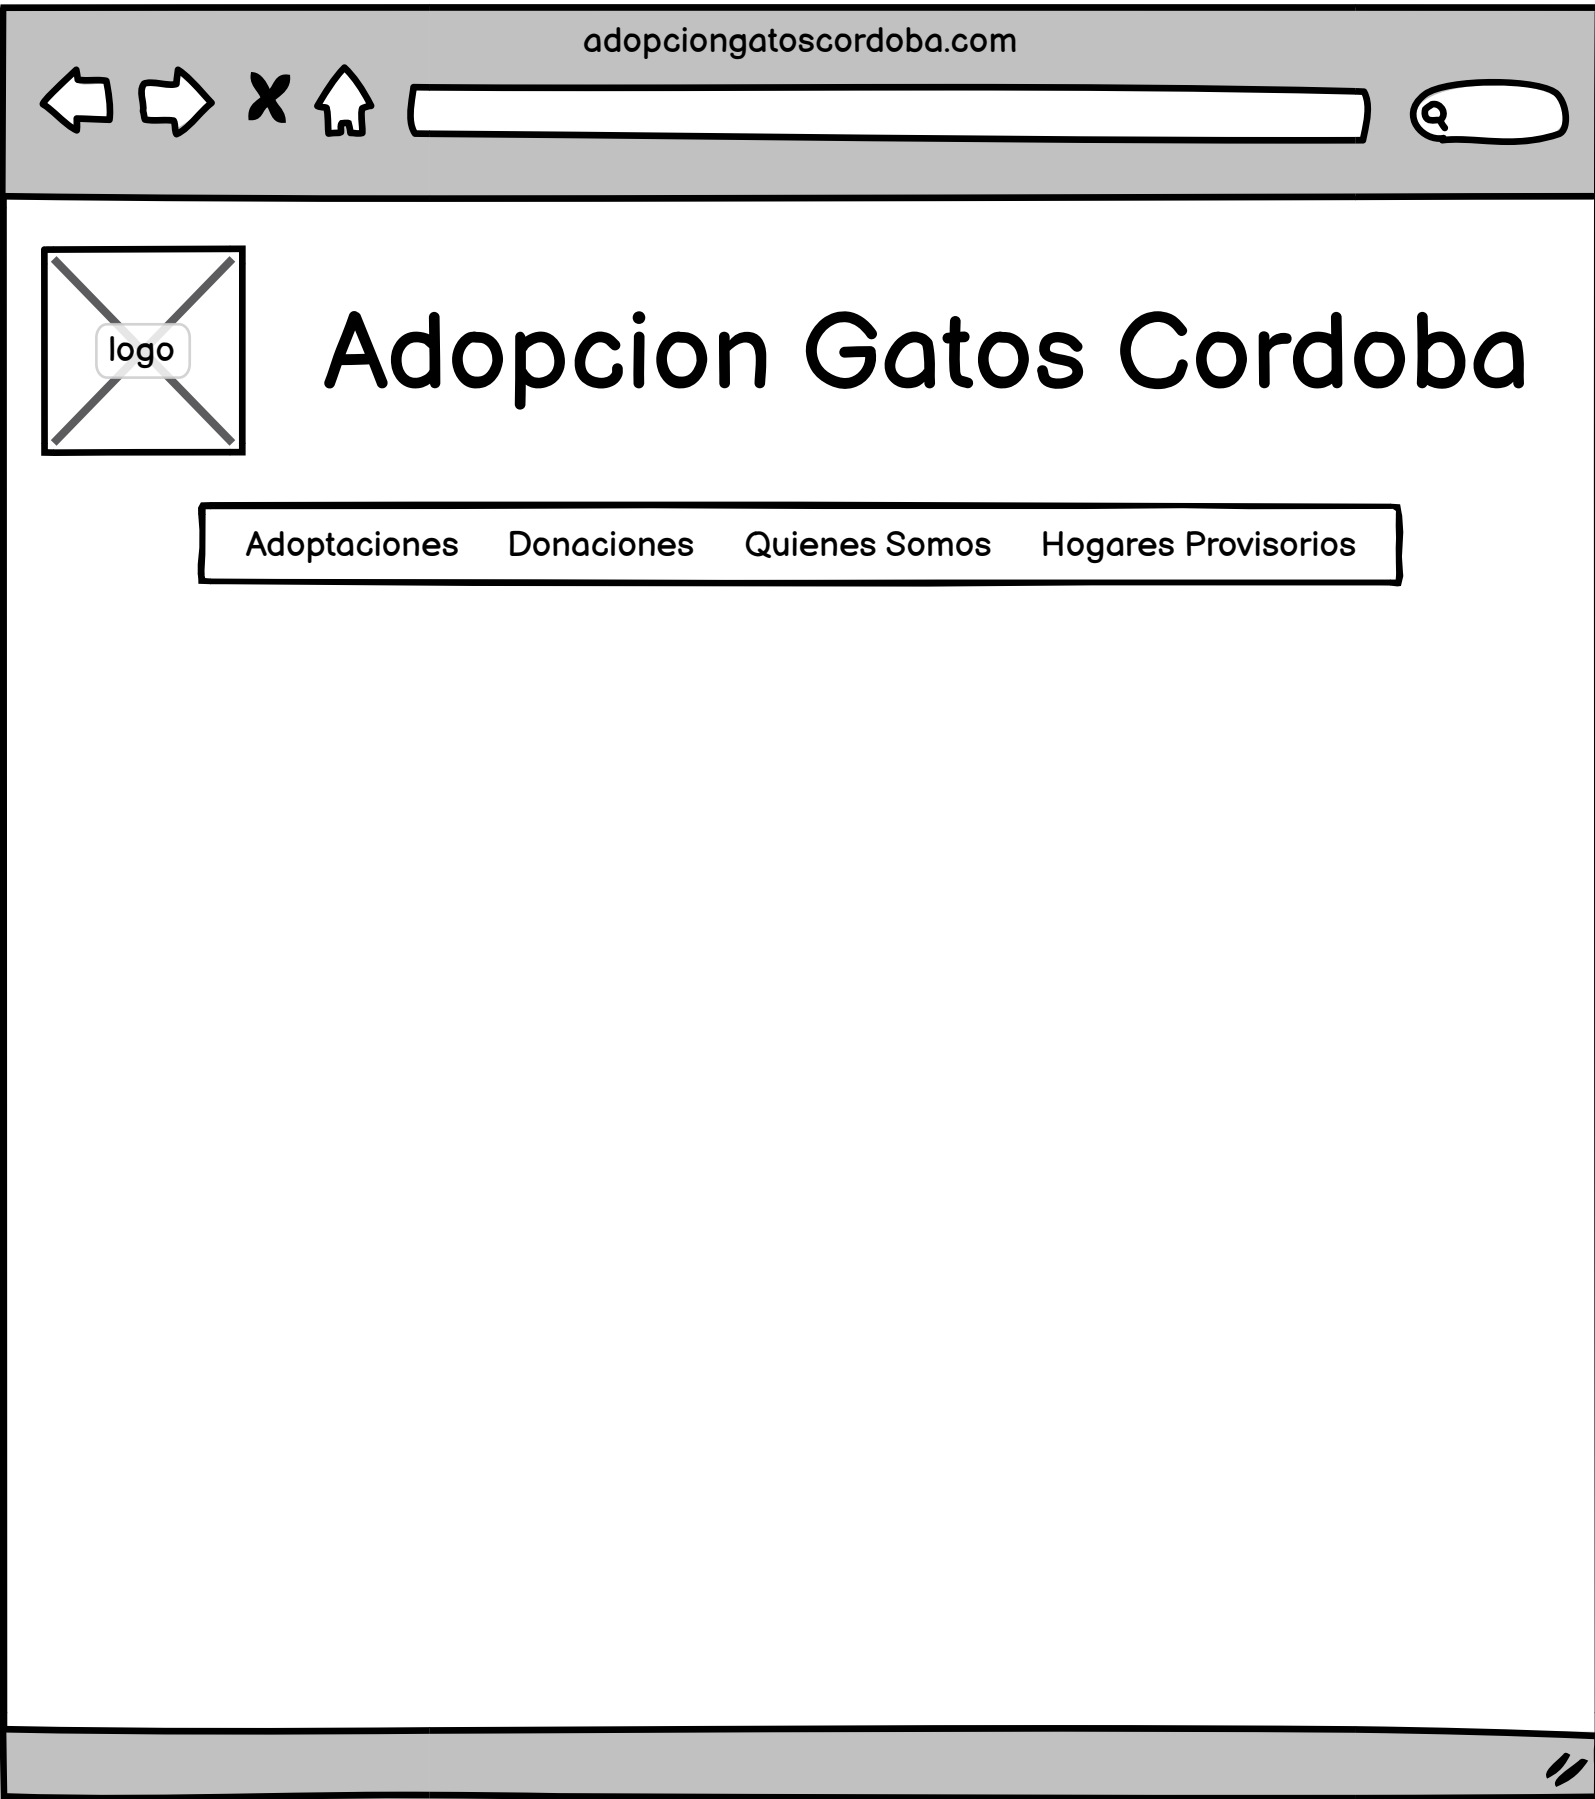 adopciongatoscordoba.com
logo
Adopcion Gatos Cordoba
Adoptaciones Donaciones Quienes Somos Hogares Provisorios